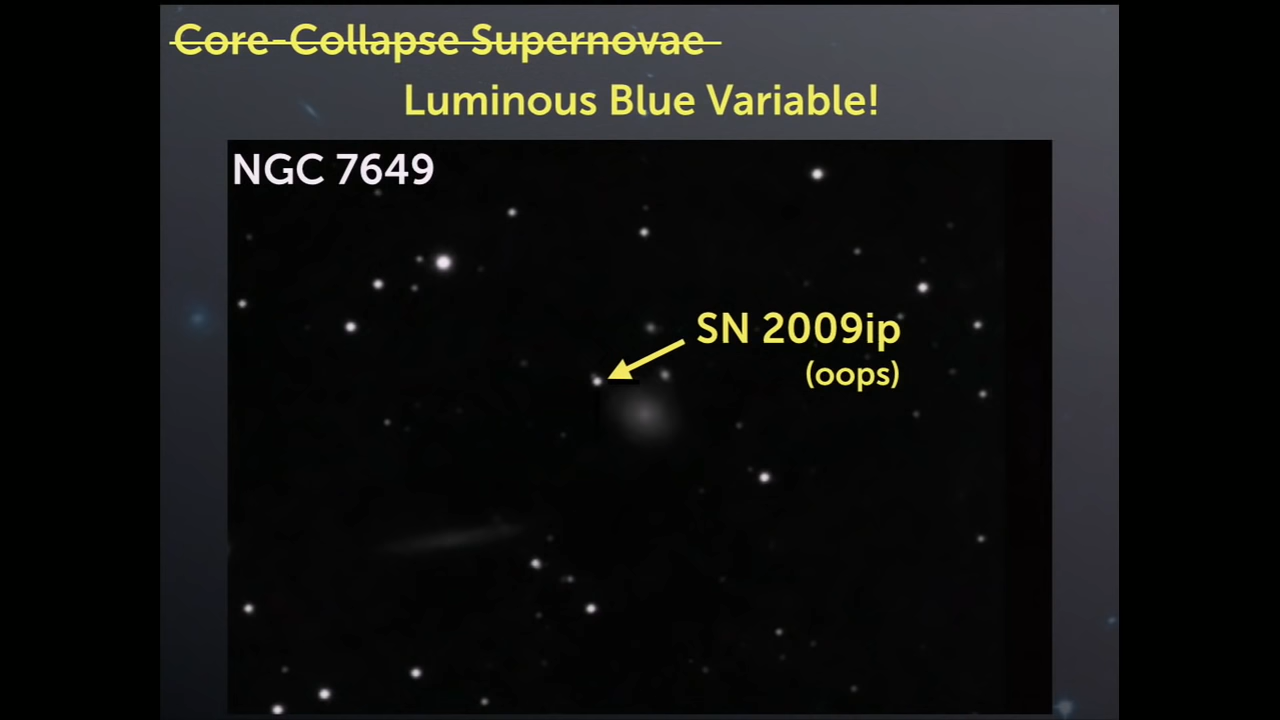 Core-Collapse Supernovae
Luminous Blue Variable!
NGC 7649
SN 2009ip
(oops)